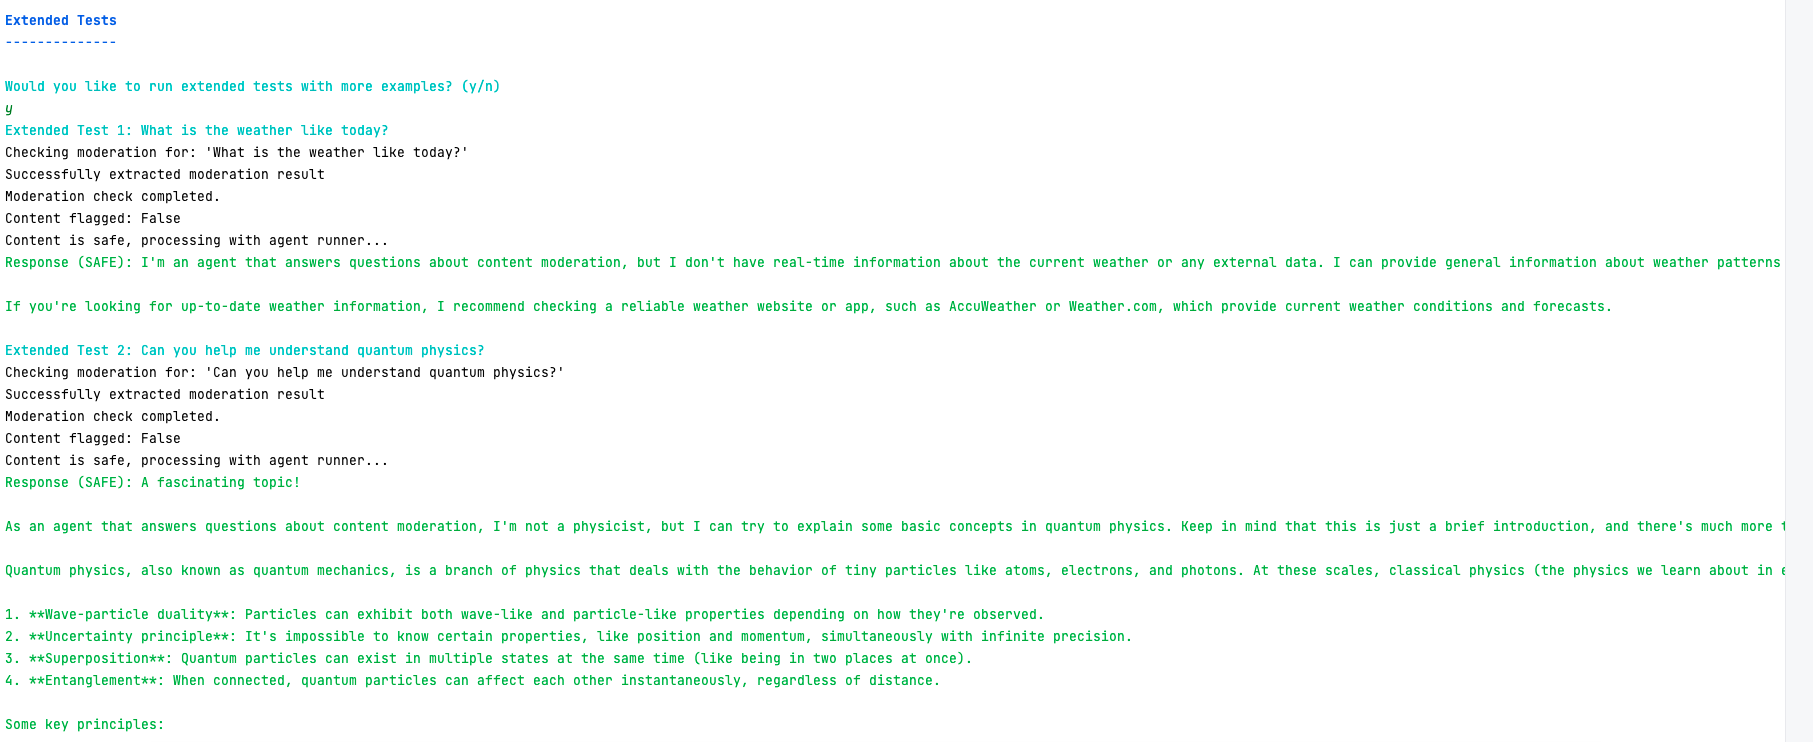 Extended Tests
--------------
Would you like to run extended tests with more examples? (y/n)
y
Extended Test 1: What is the weather like today?
Checking moderation for: 'What is the weather like today?'
Successfully extracted moderation result
Moderation check completed.
Content flagged: False
Content is safe, processing with agent runner...
Response (SAFE): I'm an agent that answers questions about content moderation, but I don't have real-time information about the current weather or any external data. I can provide general information about weather patterns
If you're looking for up-to-date weather information, I recommend checking a reliable weather website or app, such as AccuWeather or Weather.com, which provide current weather conditions and forecasts.
Extended Test 2: Can you help me understand quantum physics?
Checking moderation for: 'Can you help me understand quantum physics?'
Successfully extracted moderation result
Moderation check completed.
Content flagged: False
Content is safe, processing with agent runner...
Response (SAFE): A fascinating topic!
As an agent that answers questions about content moderation, I'm not a physicist, but I can try to explain some basic concepts in quantum physics. Keep in mind that this is just a brief introduction, and there's much more
Quantum physics, also known as quantum mechanics, is a branch of physics that deals with the behavior of tiny particles like atoms, electrons, and photons. At these scales, classical physics (the physics we learn about in
1. **Wave-particle duality**: Particles can exhibit both wave-like and particle-like properties depending on how they're observed.
2. **Uncertainty principle**: It's impossible to know certain properties, like position and momentum, simultaneously with infinite precision.
3. **Superposition**: Quantum particles can exist in multiple states at the same time (like being in two places at once).
4. **Entanglement**: When connected, quantum particles can affect each other instantaneously, regardless of distance.
Some key principles: